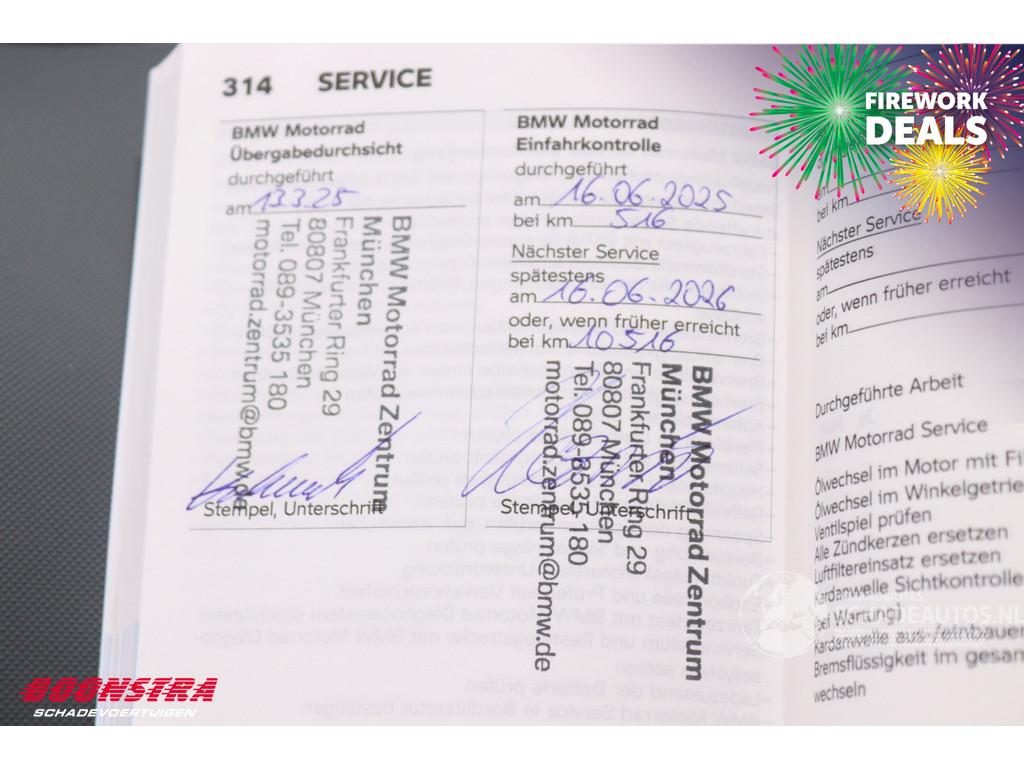 314 SERVICE
BMW Motorrad
Übergabedurchsicht
durchgeführt
am 13.3.25
BMW Motorrad Zentrum
München
Frankfurter Ring 29
80807 München
Tel. 089-3535 180
motorrad.zentrum@bmw.de
Stempel, Unterschrift
BMW Motorrad
Einfahrkontrolle
durchgeführt
am 16.06.2025
bei km 516
Nächster Service
spätestens
am 16.06.2026
oder, wenn früher erreicht
bei km 10516
BMW Motorrad Zentrum
München
Frankfurter Ring 29
80807 München
Tel. 089-3535 180
motorrad.zentrum@bmw.de
Stempel, Unterschrift
am
bei km
Nächster Service
spätestens
am
oder, wenn früher erreicht
bei km
Durchgeführte Arbeit
BMW Motorrad Service
Ölwechsel im Motor mit
Ölwechsel im Winkelgetrie
Ventilspiel prüfen
Alle Zündkerzen ersetzen
Luftfiltereinsatz ersetzen
Kardanwelle Sichtkontrolle
(bei Wartung)
Kardanwelle
Bremsflüssigkeit im gesam
wechseln
FIREWORK
DEALS
BOONSTRA
SCHADEVOERTUIGEN